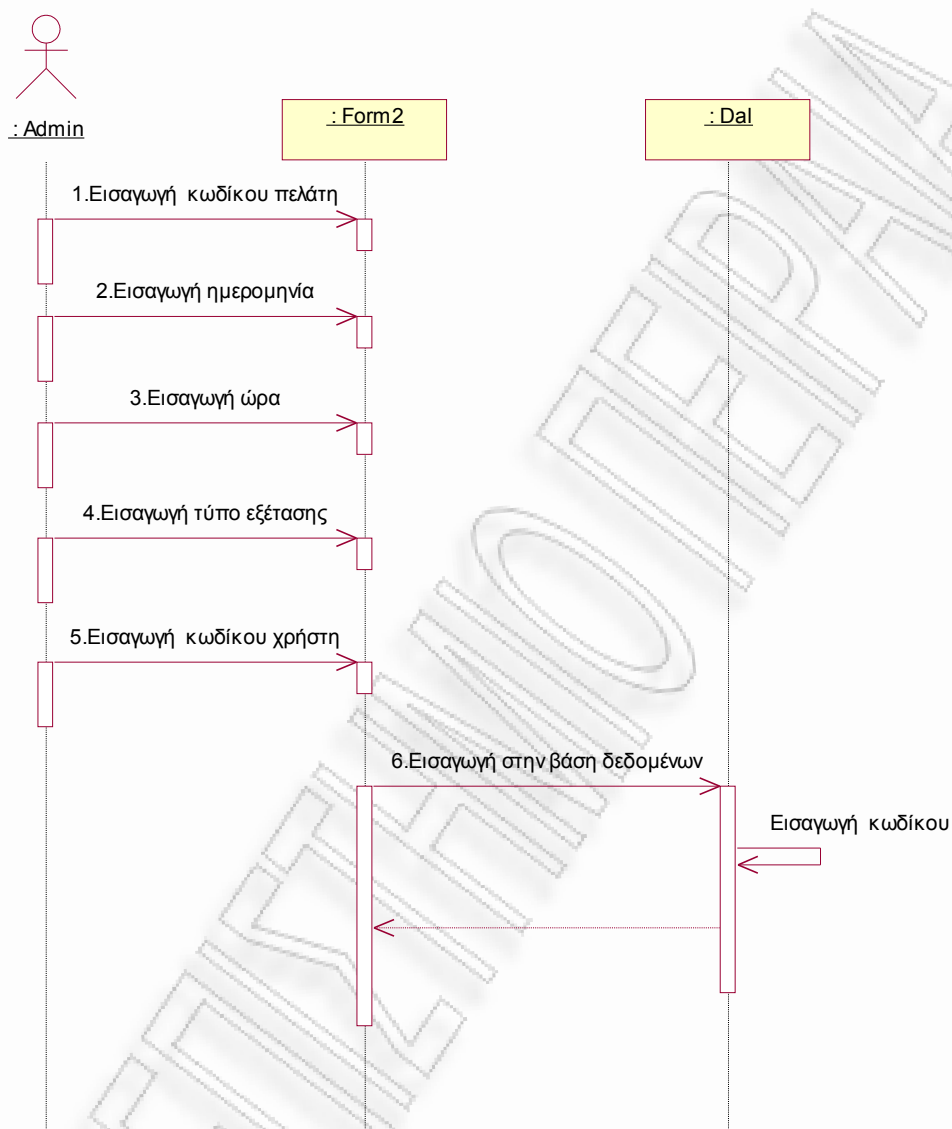 : Admin
: Form2
: Dal
1.Εισαγωγή κωδίκου πελάτη
2.Εισαγωγή ημερομηνία
3.Εισαγωγή ώρα
4.Εισαγωγή τύπο εξέτασης
5.Εισαγωγή κωδίκου χρήστη
6.Εισαγωγή στην βάση δεδομένων
Εισαγωγή κωδίκου